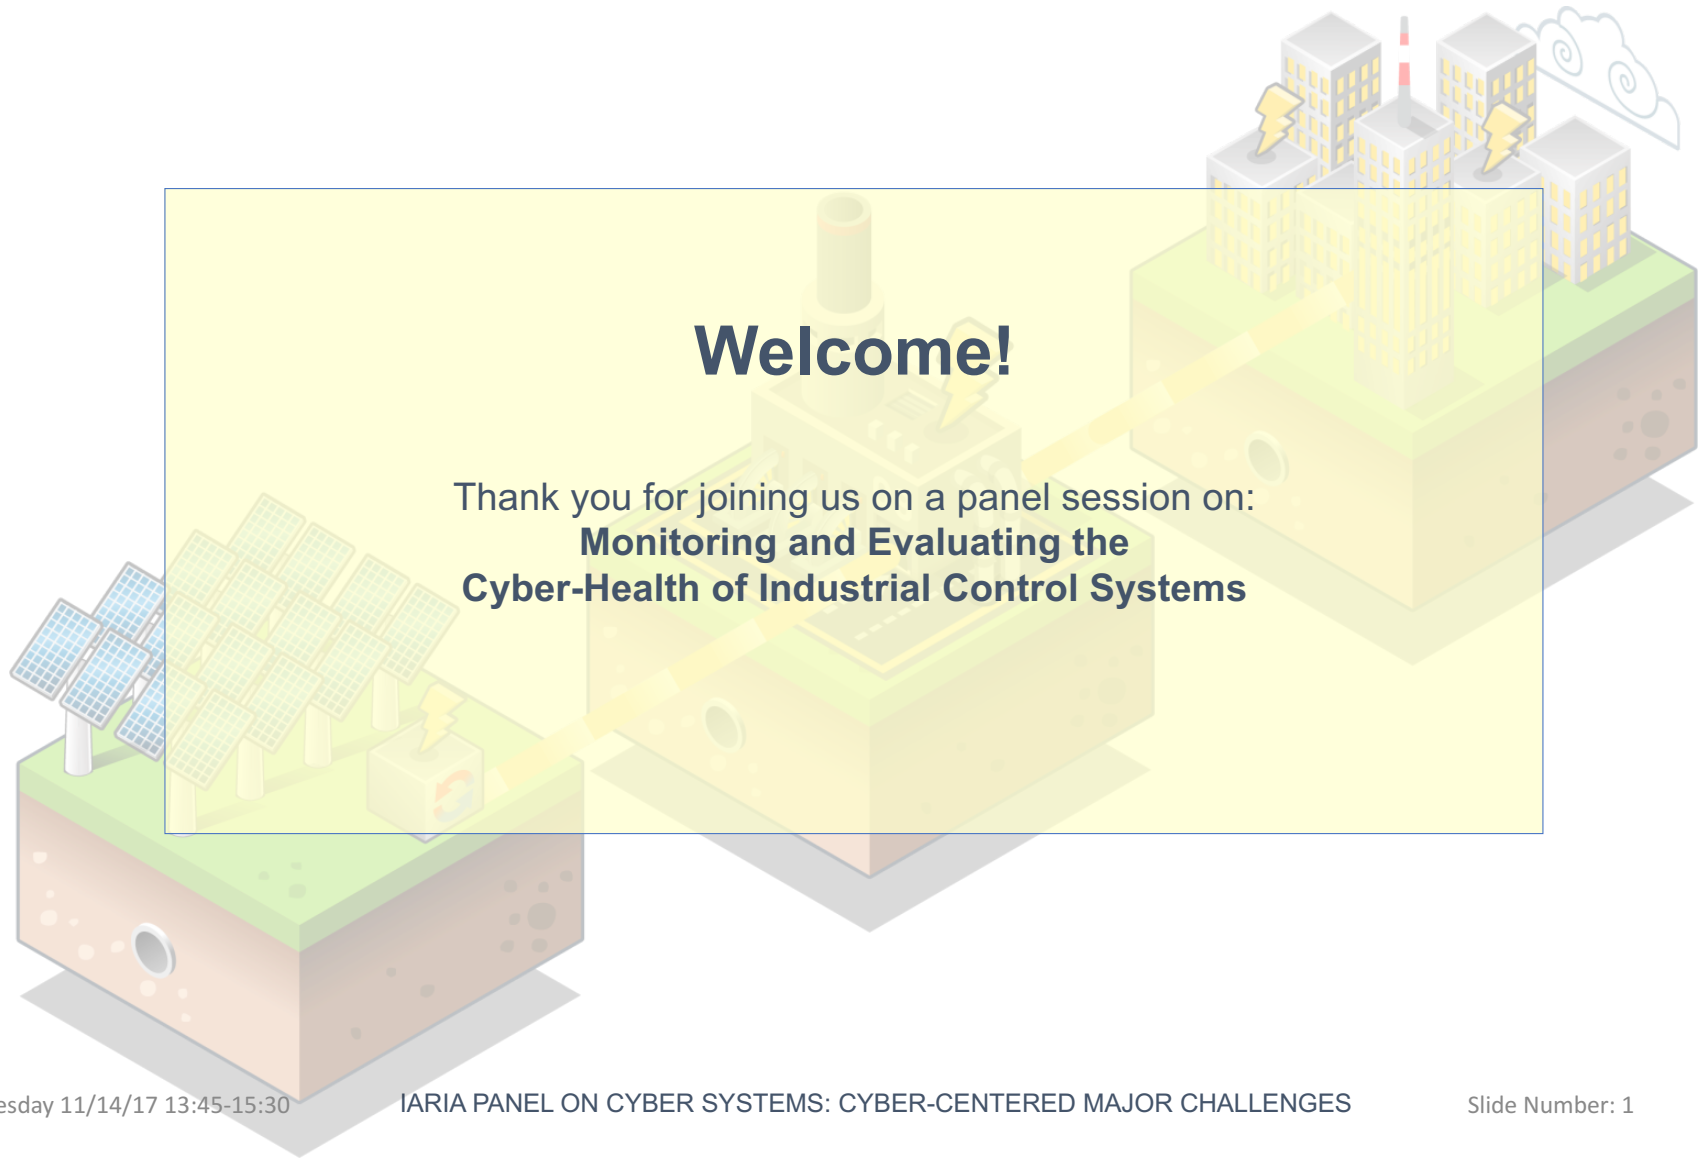 Welcome!
Thank you for joining us on a panel session on:
Monitoring and Evaluating the
Cyber-Health of Industrial Control Systems
esday 11/14/17 13:45-15:30
IARIA PANEL ON CYBER SYSTEMS: CYBER-CENTERED MAJOR CHALLENGES
Slide Number: 1